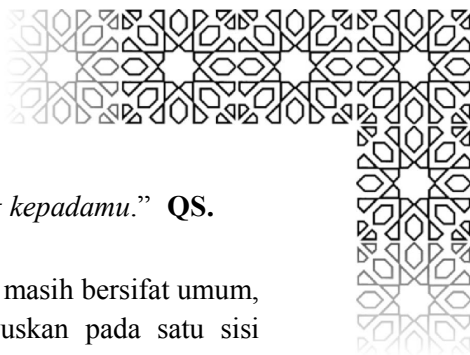 kepadamu.” QS.
masih bersifat umum,
uskan pada satu sisi